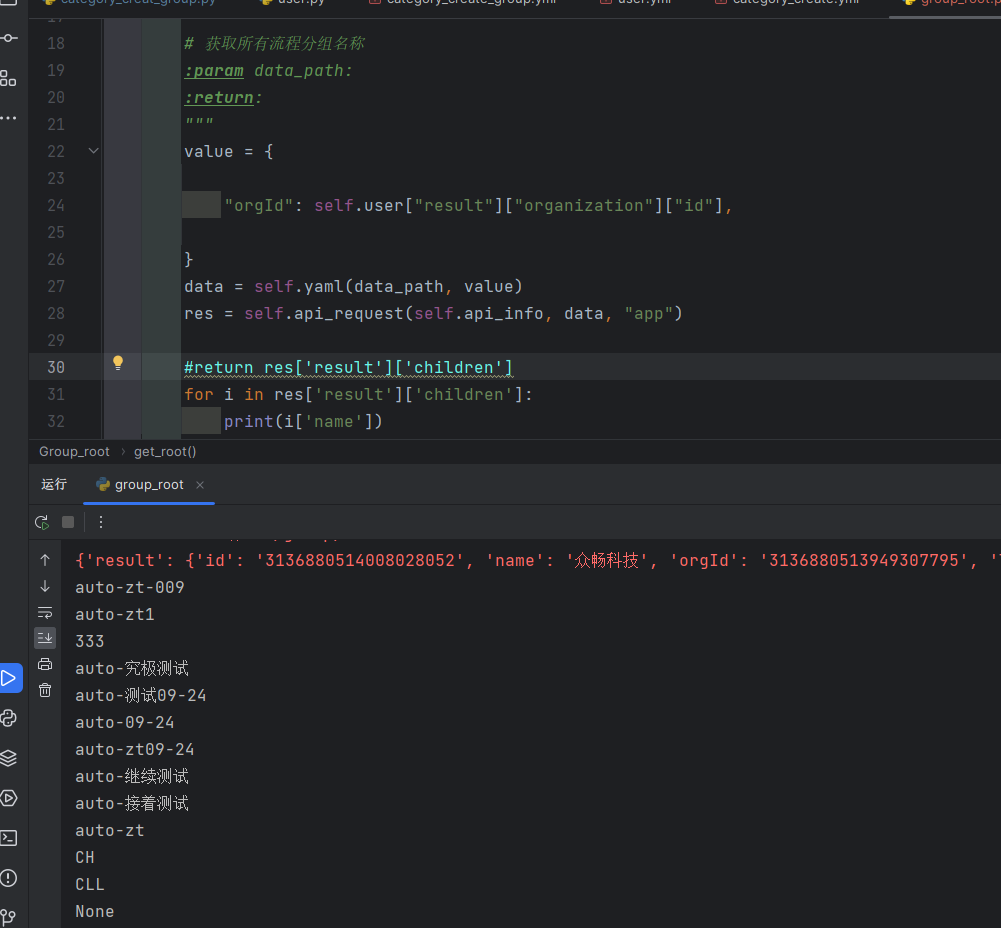 category_creat_group.py user.py category_create_group.yml user.yml category_create.yml group_root.p
17
18 # 获取所有流程分组名称
19 :param data_path:
20 :return:
21 """
22 value = {
23
24 "orgId": self.user["result"]["organization"]["id"],
25
26 }
27 data = self.yaml(data_path, value)
28 res = self.api_request(self.api_info, data, "app")
29
30 #return res['result']['children']
31 for i in res['result']['children']:
32 print(i['name'])
Group_root › get_root()
运行 group_root ×
{'result': {'id': '3136880514008028052', 'name': '众畅科技', 'orgId': '3136880513949307795', '
auto-zt-009
auto-zt1
333
auto-究极测试
auto-测试09-24
auto-09-24
auto-zt09-24
auto-继续测试
auto-接着测试
auto-zt
CH
CLL
None